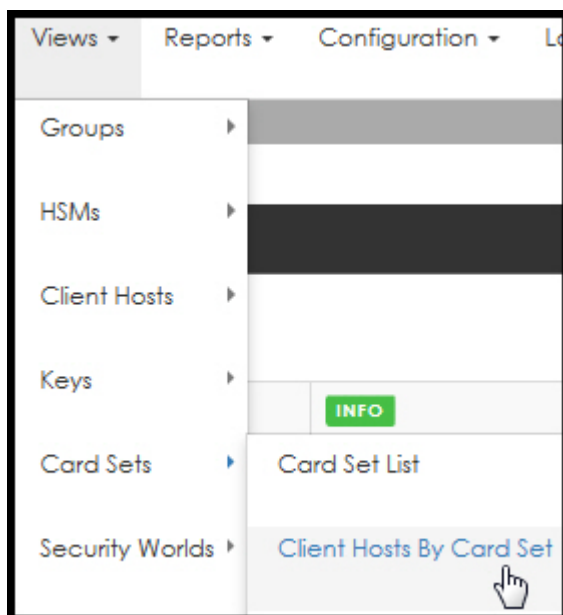 Views Reports Configuration
Groups
HSMs
Client Hosts
Keys
INFO
Card Sets Card Set List
Security Worlds Client Hosts By Card Set